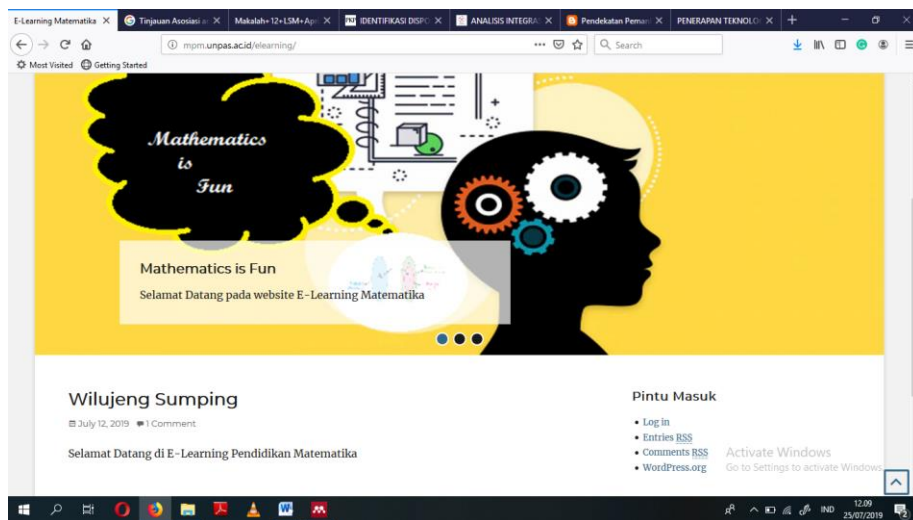 E-Learning Matematika
Tinjauan Asosiasi
Makalah+12+LSM+Ap
IDENTIFIKASI DISPO
ANALISIS INTEGRA
Pendekatan Peman
PENERAPAN TEKNOLO
mpm.unpas.ac.id/elearning/
Search
Most Visited Getting Started
Mathematics
is
Fun
Mathematics is Fun
Selamat Datang pada website E-Learning Matematika
Wilujeng Sumping
July 12, 2019 1 Comment
Selamat Datang di E-Learning Pendidikan Matematika
Pintu Masuk
Log in
Entries RSS
Comments RSS
WordPress.org
Activate Windows
Go to Settings to activate Windows.
IND
12.09
25/07/2019